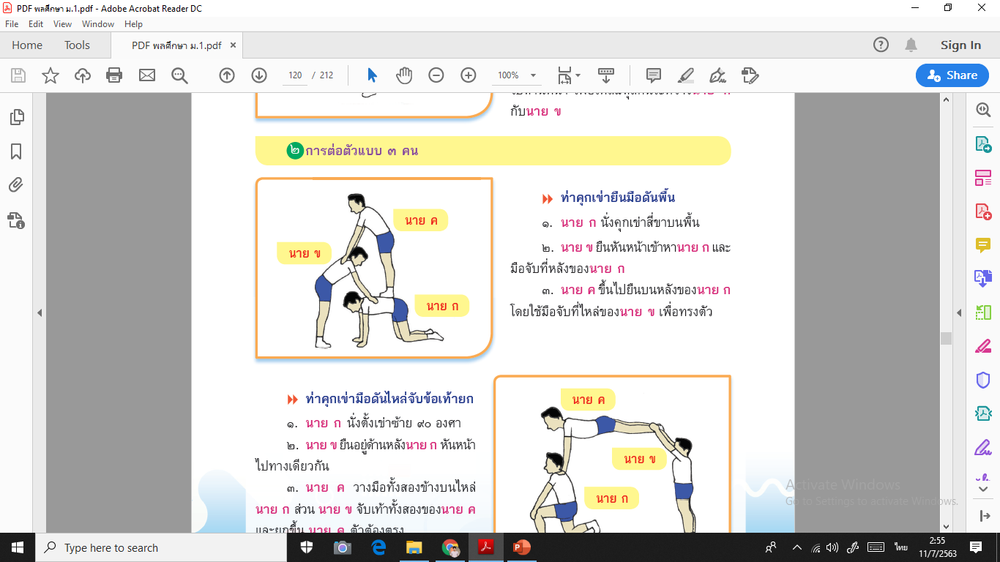 PDF พลศึกษา ม.1.pdf - Adobe Acrobat Reader DC
File Edit View Window Help
Home Tools PDF พลศึกษา ม.1.pdf × Sign In
120 / 212 100% Share
กับนาย ข
๒ การต่อตัวแบบ ๓ คน
นาย ค
นาย ข
นาย ก
ท่าคุกเข่ายืนมือดันพื้น
๑. นาย ก นั่งคุกเข่าสี่ขาบนพื้น
๒. นาย ข ยืนหันหน้าเข้าหานาย ก และ
มือจับที่หลังของนาย ก
๓. นาย ค ขึ้นไปยืนบนหลังของนาย ก
โดยใช้มือจับที่ไหล่ของนาย ข เพื่อทรงตัว
ท่าคุกเข่ามือดันไหล่จับข้อเท้ายก
๑. นาย ก นั่งตั้งเข่าซ้าย ๙๐ องศา
๒. นาย ข ยืนอยู่ด้านหลังนาย ก หันหน้า
ไปทางเดียวกัน
๓. นาย ค วางมือทั้งสองข้างบนไหล่
นาย ก ส่วน นาย ข จับเท้าทั้งสองของนาย ค
และยกขึ้น นาย ค ตัวต้องตรง
นาย ค
นาย ข
นาย ก
Activate Windows
Go to Settings to activate Windows.
Type here to search
ไทย
2:55
11/7/2563